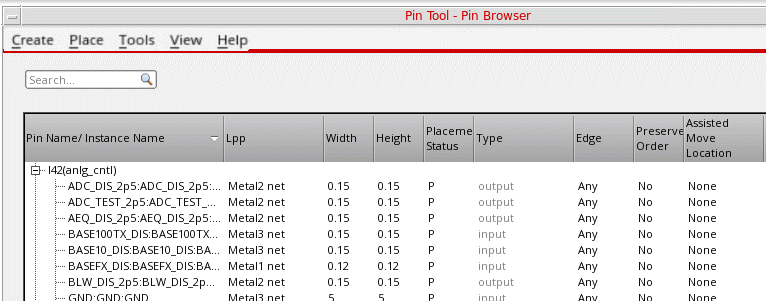 Pin Tool - Pin Browser
Create Place Tools View Help
Search...
Pin Name/ Instance Name Lpp Width Height Placeme Status Type Edge Preserve Order Assisted Move Location
I42(anlg_cntl)
ADC_DIS_2p5:ADC_DIS_2p5:... Metal2 net 0.15 0.15 P output Any No None
ADC_TEST_2p5:ADC_TEST_... Metal2 net 0.15 0.15 P output Any No None
AEQ_DIS_2p5:AEQ_DIS_2p5:... Metal2 net 0.15 0.15 P output Any No None
BASE100TX_DIS:BASE100TX... Metal3 net 0.15 0.15 P input Any No None
BASE10_DIS:BASE10_DIS:BA... Metal3 net 0.15 0.15 P input Any No None
BASEFX_DIS:BASEFX_DIS:BA... Metal1 net 0.12 0.12 P input Any No None
BLW_DIS_2p5:BLW_DIS_2p... Metal2 net 0.15 0.15 P output Any No None
GND:GND:GND Metal3 net 5 5 P input Any No None